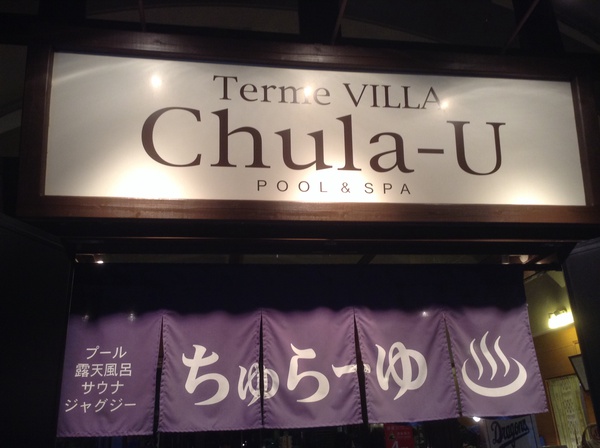 Terme VILLA
Chula-U
POOL & SPA
プール
露天風呂
サウナ
ジャグジー
ちゅらーゆ
Dragons